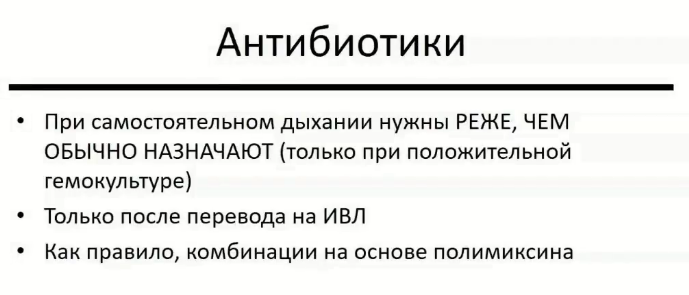 Антибиотики
• При самостоятельном дыхании нужны РЕЖЕ, ЧЕМ
ОБЫЧНО НАЗНАЧАЮТ (только при положительной
гемокультуре)
• Только после перевода на ИВЛ
• Как правило, комбинации на основе полимиксина